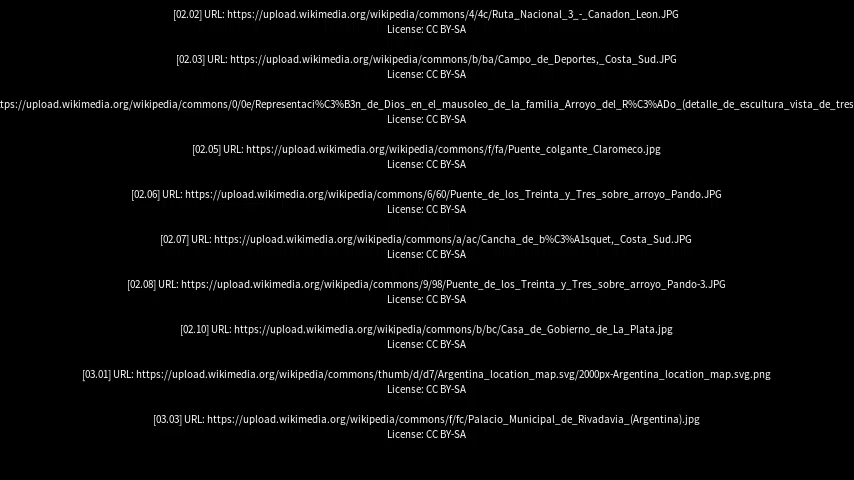 [02.02] URL: https://upload.wikimedia.org/wikipedia/commons/4/4c/Ruta_Nacional_3_-_Canadon_Leon.JPG
License: CC BY-SA
[02.03] URL: https://upload.wikimedia.org/wikipedia/commons/b/ba/Campo_de_Deportes,_Costa_Sud.JPG
License: CC BY-SA
ttps://upload.wikimedia.org/wikipedia/commons/0/0e/Representaci%C3%B3n_de_Dios_en_el_mausoleo_de_la_familia_Arroyo_del_R%C3%ADo_(detalle_de_escultura_vista_de_tres
License: CC BY-SA
[02.05] URL: https://upload.wikimedia.org/wikipedia/commons/f/fa/Puente_colgante_Claromeco.jpg
License: CC BY-SA
[02.06] URL: https://upload.wikimedia.org/wikipedia/commons/6/60/Puente_de_los_Treinta_y_Tres_sobre_arroyo_Pando.JPG
License: CC BY-SA
[02.07] URL: https://upload.wikimedia.org/wikipedia/commons/a/ac/Cancha_de_b%C3%A1squet,_Costa_Sud.JPG
License: CC BY-SA
[02.08] URL: https://upload.wikimedia.org/wikipedia/commons/9/98/Puente_de_los_Treinta_y_Tres_sobre_arroyo_Pando-3.JPG
License: CC BY-SA
[02.10] URL: https://upload.wikimedia.org/wikipedia/commons/b/bc/Casa_de_Gobierno_de_La_Plata.jpg
License: CC BY-SA
[03.01] URL: https://upload.wikimedia.org/wikipedia/commons/thumb/d/d7/Argentina_location_map.svg/2000px-Argentina_location_map.svg.png
License: CC BY-SA
[03.03] URL: https://upload.wikimedia.org/wikipedia/commons/f/fc/Palacio_Municipal_de_Rivadavia_(Argentina).jpg
License: CC BY-SA